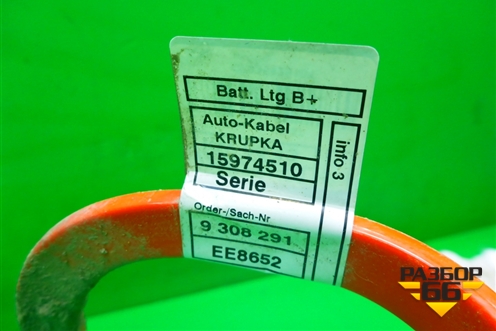 Batt. Ltg B+
Auto-Kabel
KRUPKA
15974510
Serie
info 3
Order-/Sach-Nr
9 308 291
EE8652
РАЗБОР
66